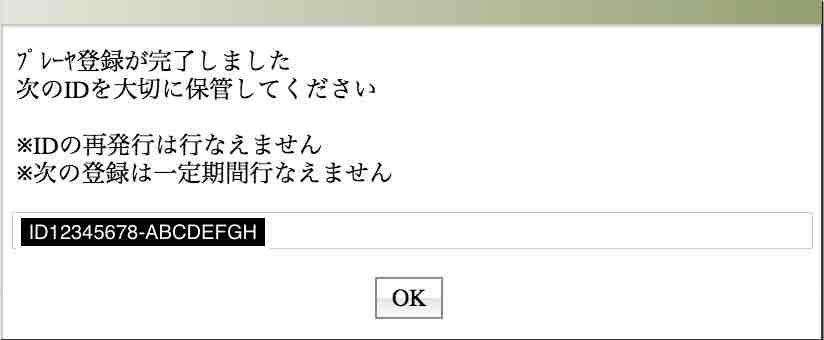 ﾌﾟﾚｰﾔ登録が完了しました
次のIDを大切に保管してください
※IDの再発行は行なえません
※次の登録は一定期間行なえません
ID12345678-ABCDEFGH
OK